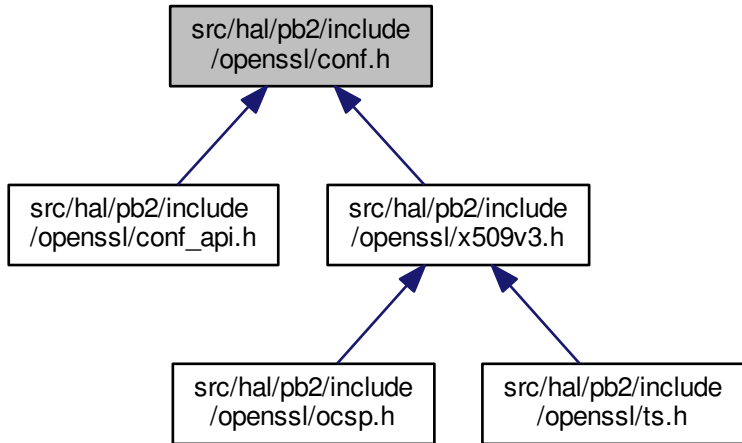 src/hal/pb2/include
/openssl/conf.h
src/hal/pb2/include
/openssl/conf_api.h
src/hal/pb2/include
/openssl/x509v3.h
src/hal/pb2/include
/openssl/ocsp.h
src/hal/pb2/include
/openssl/ts.h